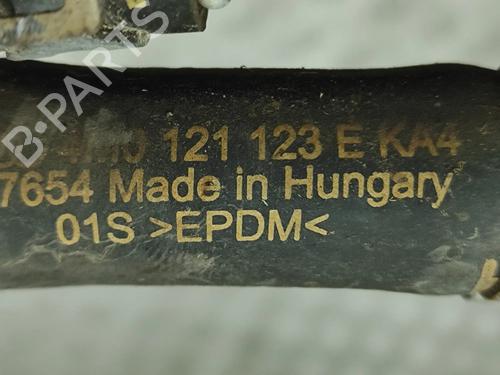 B-PARTS
121 123 E KA4
7654 Made in Hungary
01S >EPDM<